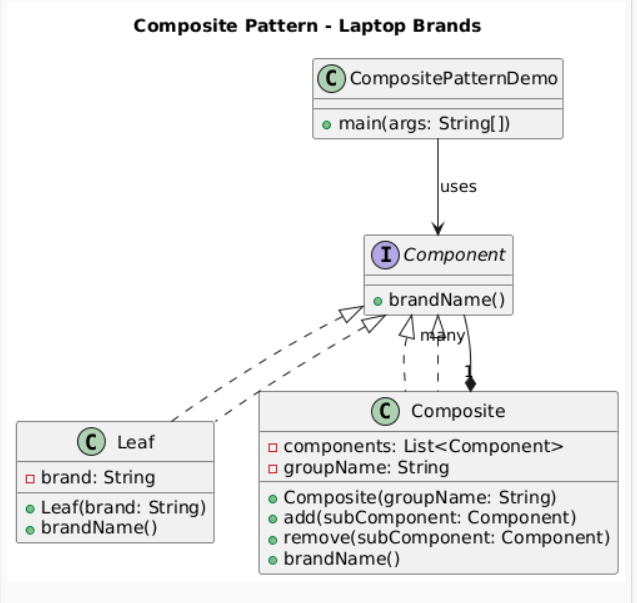 Composite Pattern - Laptop Brands
C CompositePatternDemo
main(args: String[])
uses
I Component
brandName()
many
1
C Leaf
brand: String
Leaf(brand: String)
brandName()
C Composite
components: List<Component>
groupName: String
Composite(groupName: String)
add(subComponent: Component)
remove(subComponent: Component)
brandName()